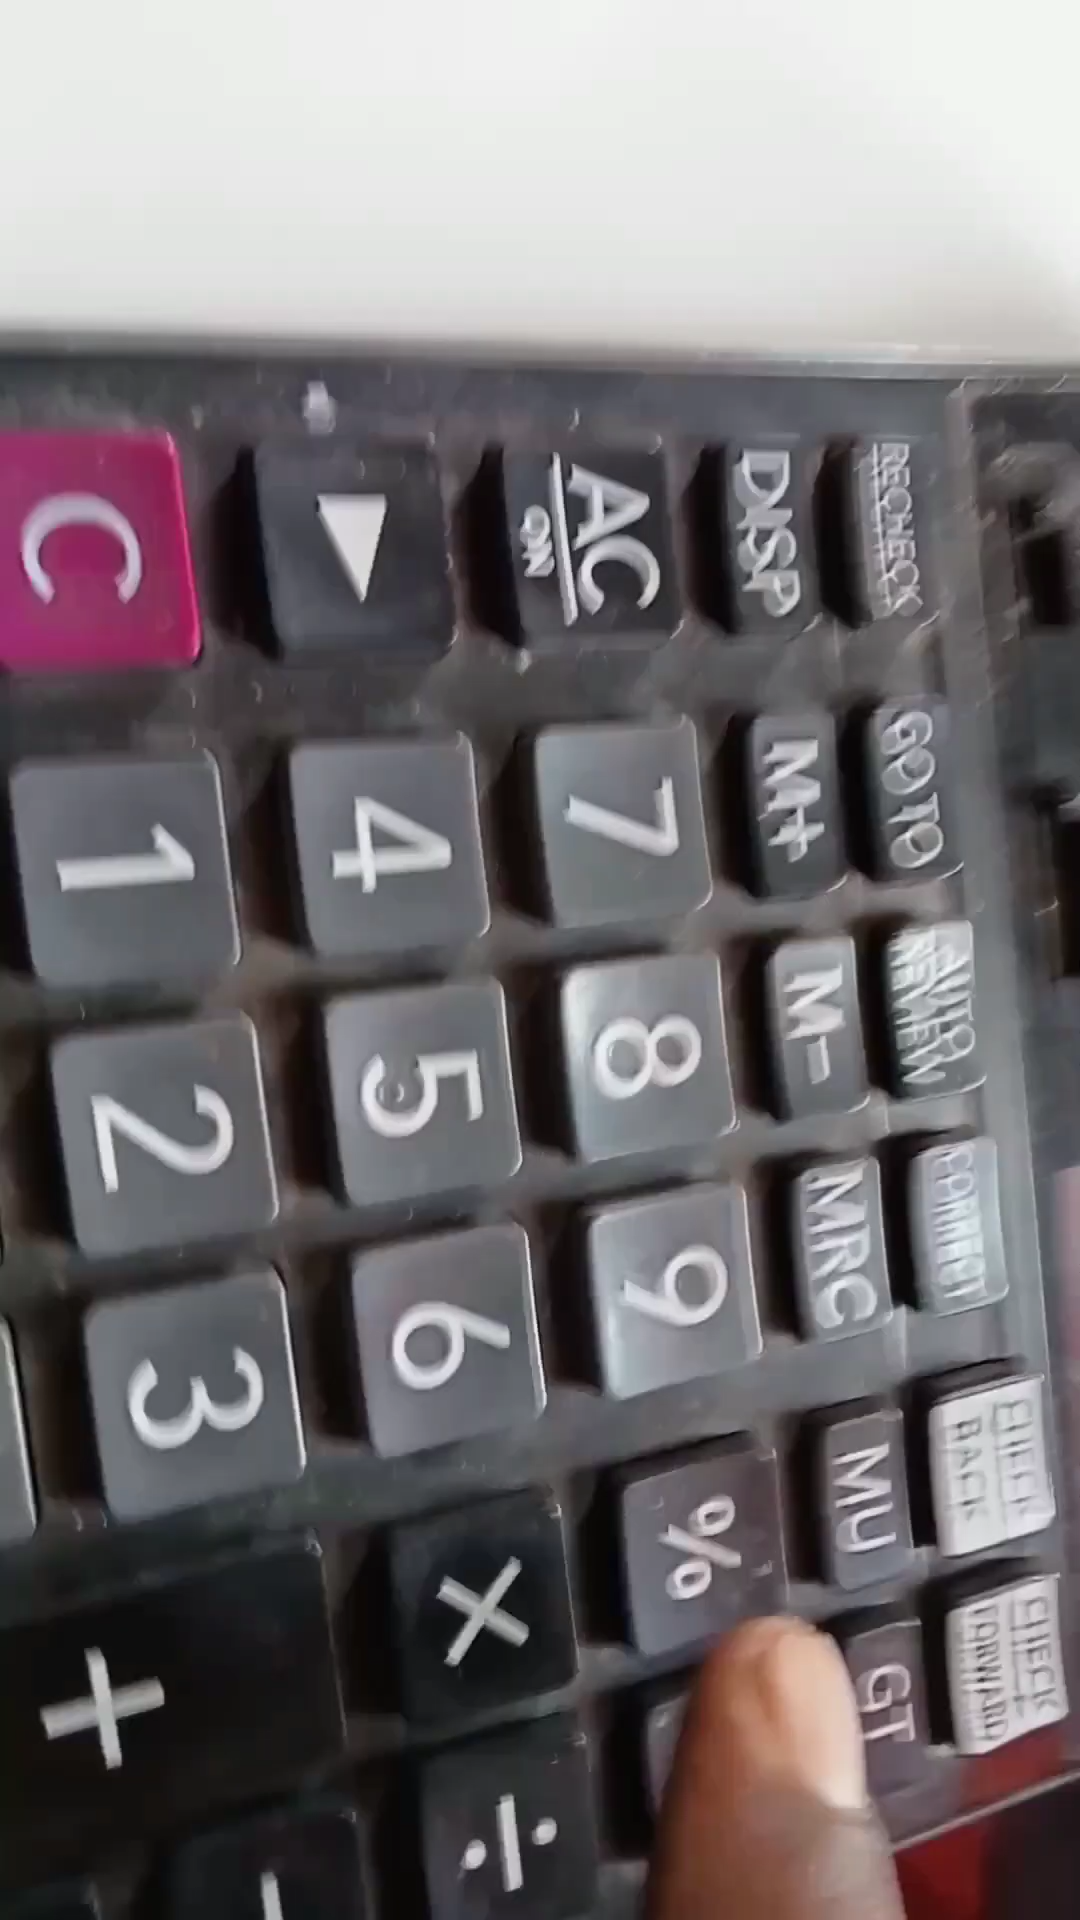 RECHECK
GO TO
AUTO
REVIEW
CORRECT
CHECK
BACK
CHECK
FORWARD
DISP
M+
M-
MRC
MU
GT
AC
ON
7
8
9
%
▶
4
5
6
×
÷
C
1
2
3
+
-